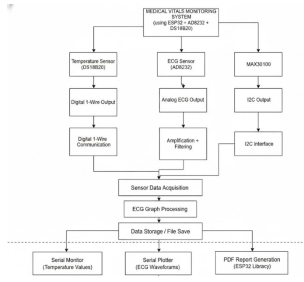 MEDICAL VITALS MONITORING
SYSTEM
(using ESP32 + AD8232 +
DS18B20)
Temperature Sensor
(DS18B20)
ECG Sensor
(AD8232)
MAX30100
Digital 1-Wire Output
Analog ECG Output
I2C Output
Digital 1-Wire
Communication
Amplification +
Filtering
I2C Interface
Sensor Data Acquisition
ECG Graph Processing
Data Storage / File Save
Serial Monitor
(Temperature Values)
Serial Plotter
(ECG Waveforams)
PDF Report Generation
(ESP32 Libracy)